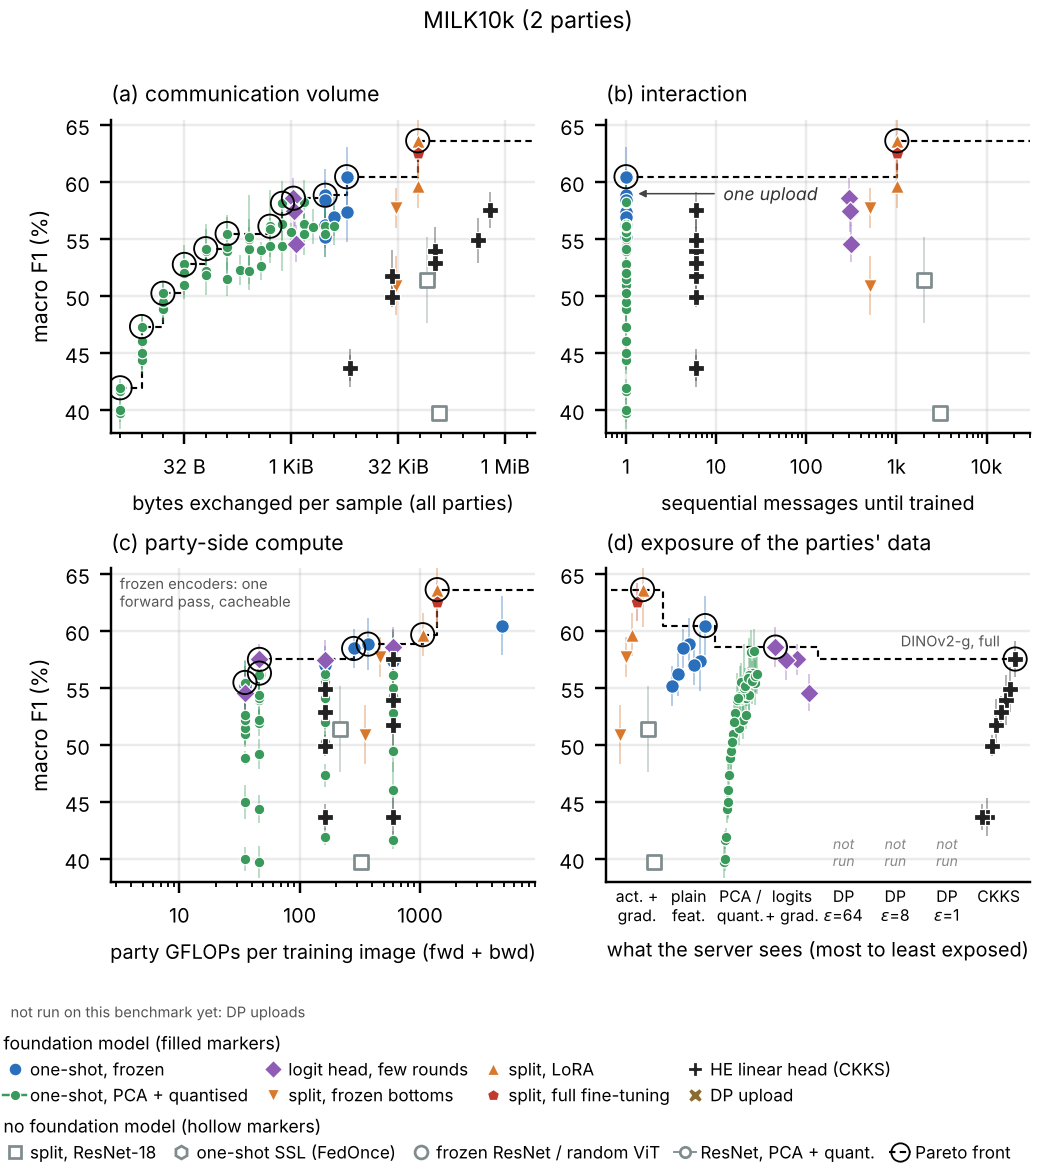 MILK10k (2 parties)
(a) communication volume
macro F1 (%)
65
60
55
50
45
40
32 B
1 KiB
32 KiB
1 MiB
bytes exchanged per sample (all parties)
(b) interaction
65
60
55
50
45
40
one upload
1
10
100
1k
10k
sequential messages until trained
(c) party-side compute
frozen encoders: one
forward pass, cacheable
macro F1 (%)
65
60
55
50
45
40
10
100
1000
party GFLOPs per training image (fwd + bwd)
(d) exposure of the parties' data
65
60
55
50
45
40
DINOv2-g, full
not
run
not
run
not
run
act. +
grad.
plain
feat.
PCA /
quant.
logits
+ grad.
DP
ε=64
DP
ε=8
DP
ε=1
CKKS
what the server sees (most to least exposed)
not run on this benchmark yet: DP uploads
foundation model (filled markers)
one-shot, frozen
logit head, few rounds
split, LoRA
HE linear head (CKKS)
one-shot, PCA + quantised
split, frozen bottoms
split, full fine-tuning
DP upload
no foundation model (hollow markers)
split, ResNet-18
one-shot SSL (FedOnce)
frozen ResNet / random ViT
ResNet, PCA + quant.
Pareto front